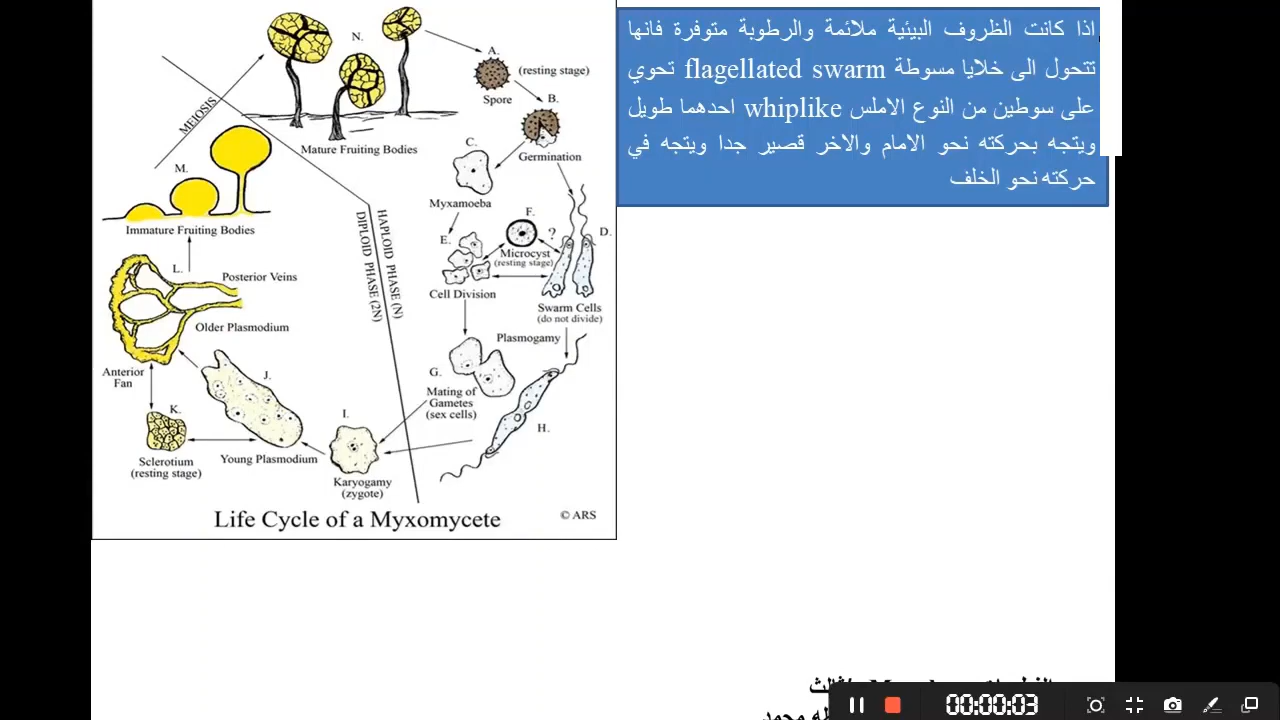 اذا كانت الظروف البيئية ملائمة والرطوبة متوفرة فانها
تتحول الى خلايا مسوطة flagellated swarm تحوي
على سوطين من النوع الاملس whiplike احدهما طويل
ويتجه بحركته نحو الامام والاخر قصير جدا ويتجه في
حركته نحو الخلف
N.
A.
(resting stage)
Spore
B.
Germination
MEIOSIS
Mature Fruiting Bodies
C.
Myxamoeba
M.
Immature Fruiting Bodies
HAPLOID PHASE (N)
DIPLOID PHASE (2N)
F.
?
D.
E.
Microcyst
(resting stage)
Cell Division
Swarm Cells
(do not divide)
L.
Posterior Veins
Older Plasmodium
Plasmogamy
Anterior
Fan
J.
G.
Mating of
Gametes
(sex cells)
K.
I.
H.
Sclerotium
(resting stage)
Young Plasmodium
Karyogamy
(zygote)
Life Cycle of a Myxomycete
© ARS
محمد
00:00:03